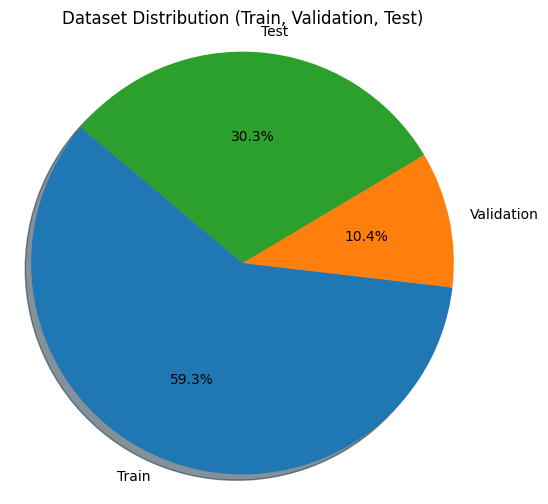 Dataset Distribution (Train, Validation, Test)
Test
30.3%
Validation
10.4%
59.3%
Train